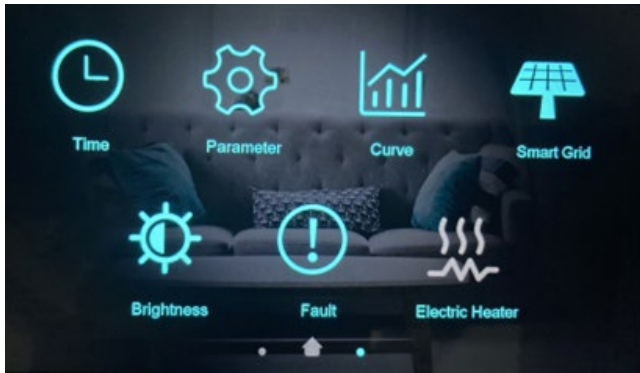 Time
Parameter
Curve
Smart Grid
Brightness
Fault
Electric Heater